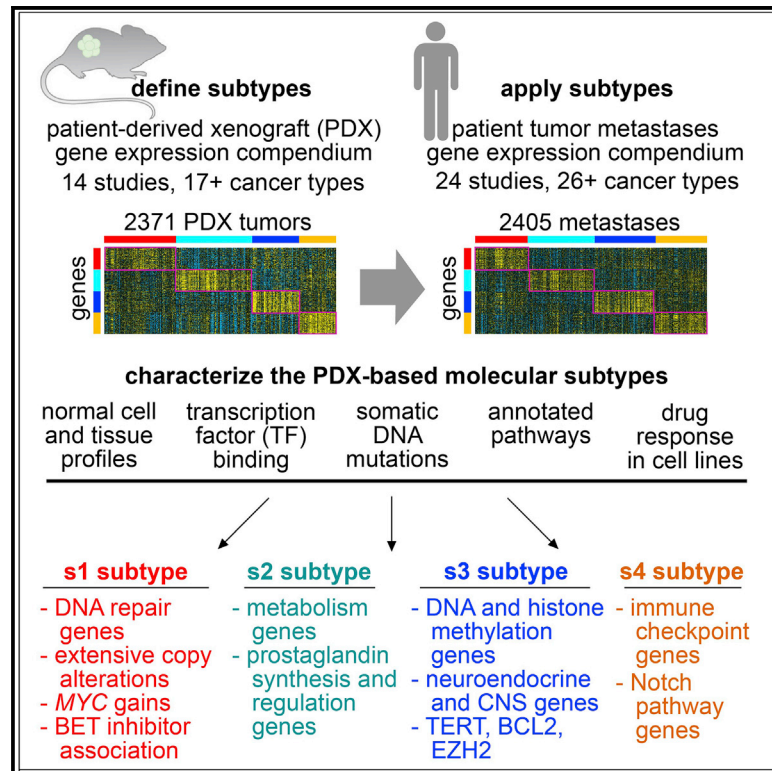 define subtypes
patient-derived xenograft (PDX)
gene expression compendium
14 studies, 17+ cancer types
2371 PDX tumors
genes
apply subtypes
patient tumor metastases
gene expression compendium
24 studies, 26+ cancer types
2405 metastases
genes
characterize the PDX-based molecular subtypes
normal cell
and tissue
profiles
transcription
factor (TF)
binding
somatic
DNA
mutations
annotated
pathways
drug
response
in cell lines
s1 subtype
- DNA repair
genes
- extensive copy
alterations
- MYC gains
- BET inhibitor
association
s2 subtype
- metabolism
genes
- prostaglandin
synthesis and
regulation
genes
s3 subtype
- DNA and histone
methylation
genes
- neuroendocrine
and CNS genes
- TERT, BCL2,
EZH2
s4 subtype
- immune
checkpoint
genes
- Notch
pathway
genes